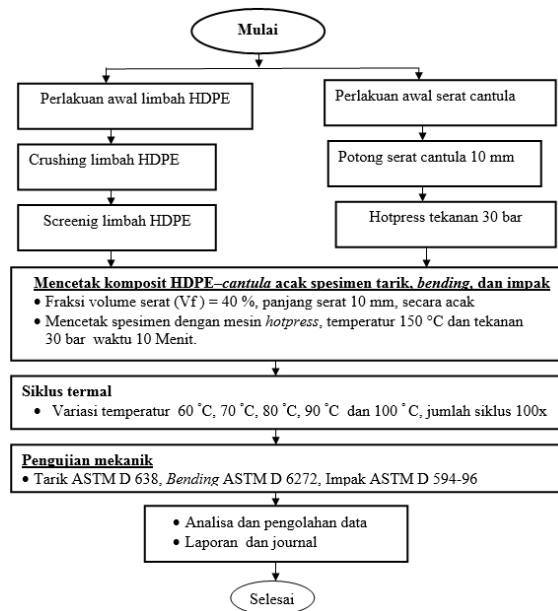 Mulai
Perlakuan awal limbah HDPE
Perlakuan awal serat cantula
Crushing limbah HDPE
Potong serat cantula 10 mm
Screenig limbah HDPE
Hotpress tekanan 30 bar
Mencetak komposit HDPE–cantula acak spesimen tarik, bending, dan impak
• Fraksi volume serat (Vf ) = 40 %, panjang serat 10 mm, secara acak
• Mencetak spesimen dengan mesin hotpress, temperatur 150 °C dan tekanan
30 bar waktu 10 Menit.
Siklus termal
• Variasi temperatur 60 °C, 70 °C, 80 °C, 90 °C dan 100 °C, jumlah siklus 100x
Pengujian mekanik
• Tarik ASTM D 638, Bending ASTM D 6272, Impak ASTM D 594-96
• Analisa dan pengolahan data
• Laporan dan journal
Selesai